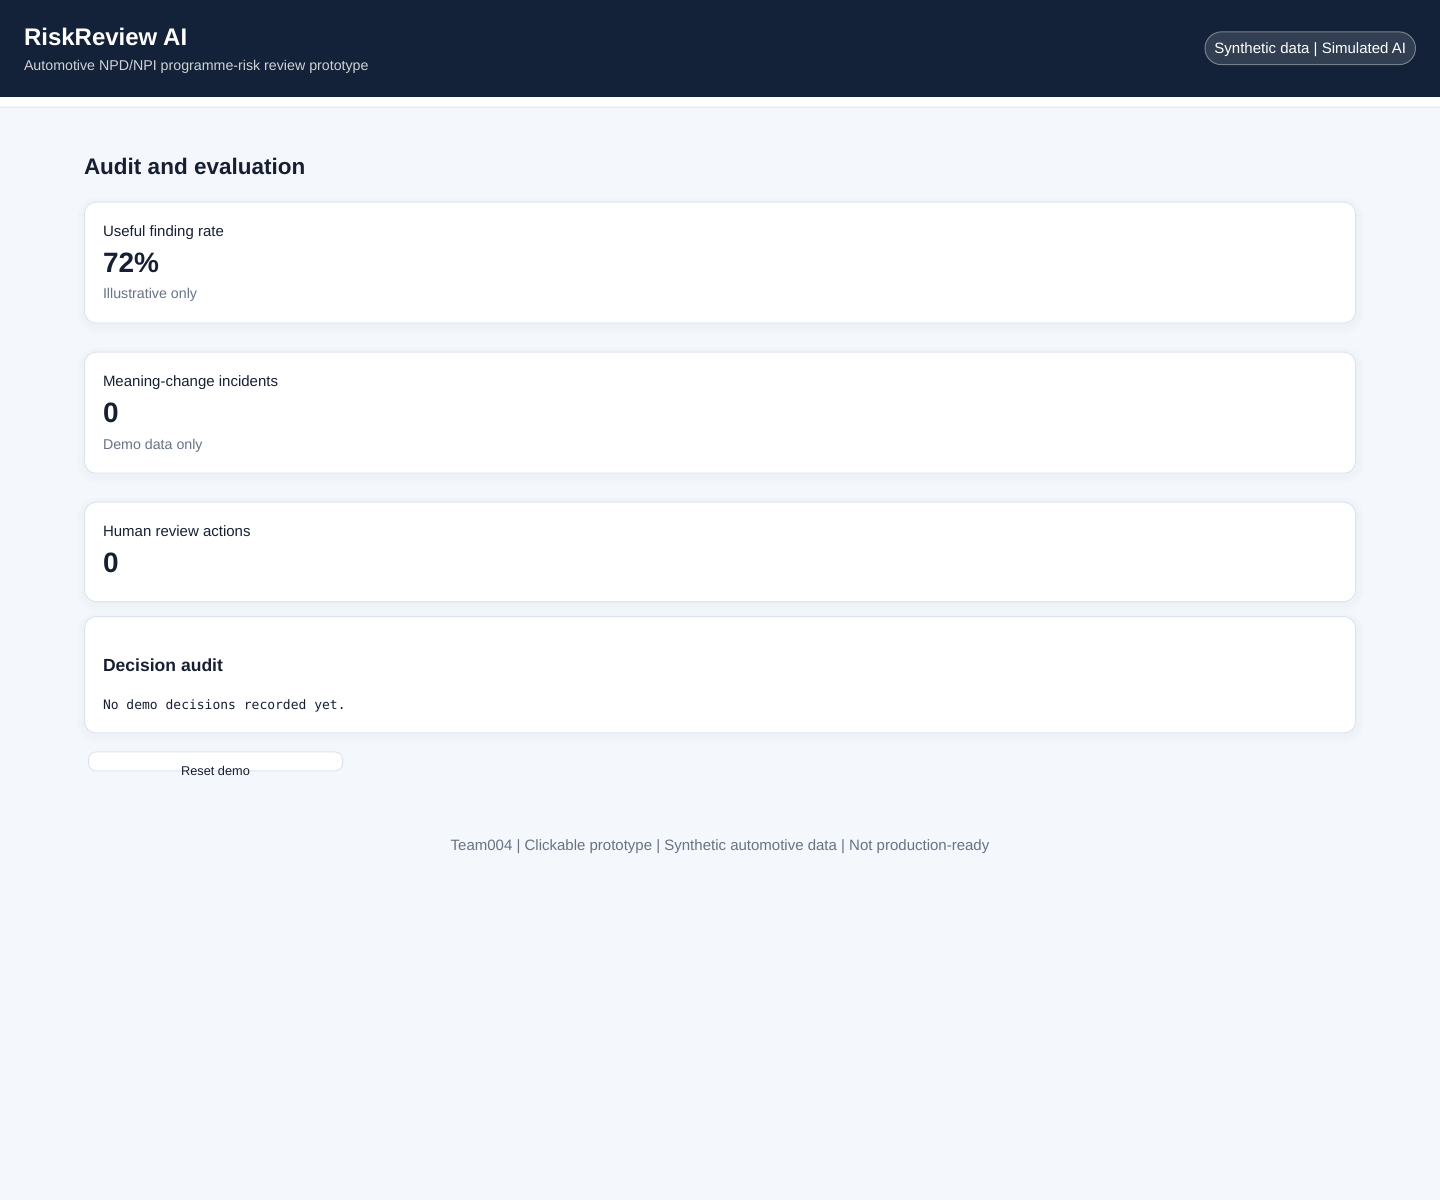 RiskReview AI
Automotive NPD/NPI programme-risk review prototype
Synthetic data | Simulated AI
Audit and evaluation
Useful finding rate
72%
Illustrative only
Meaning-change incidents
0
Demo data only
Human review actions
0
Decision audit
No demo decisions recorded yet.
Reset demo
Team004 | Clickable prototype | Synthetic automotive data | Not production-ready